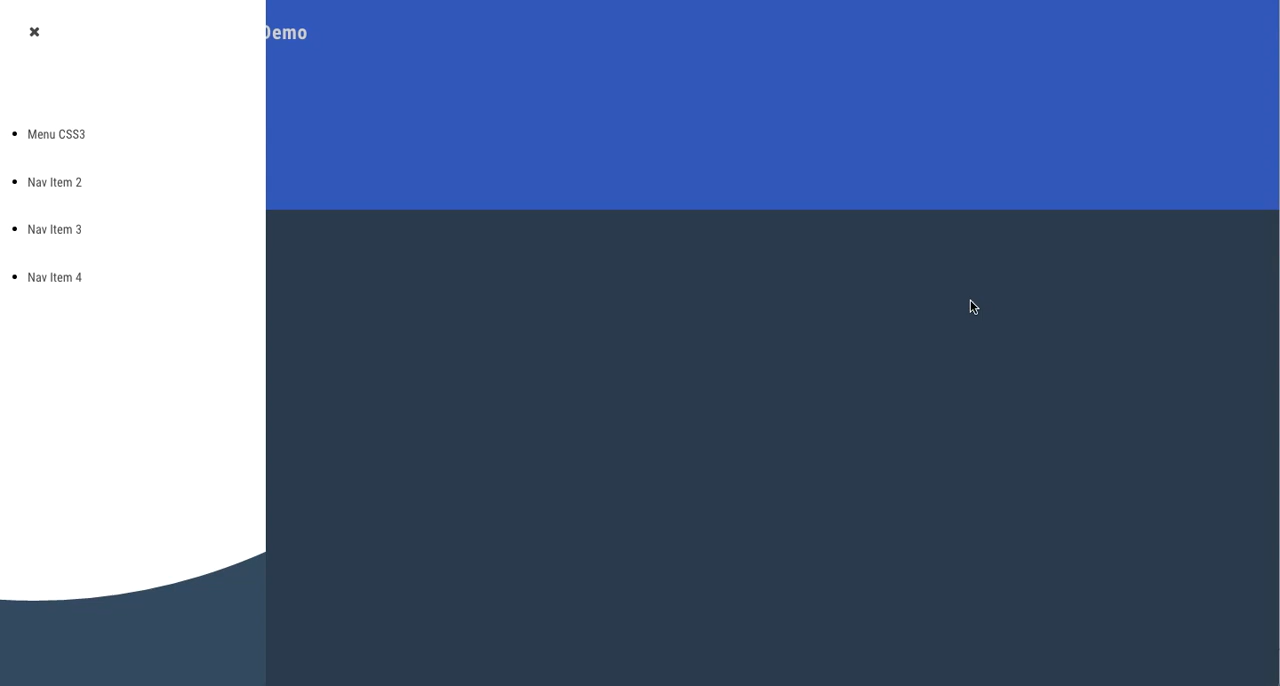 ✖
Demo
Menu CSS3
Nav Item 2
Nav Item 3
Nav Item 4